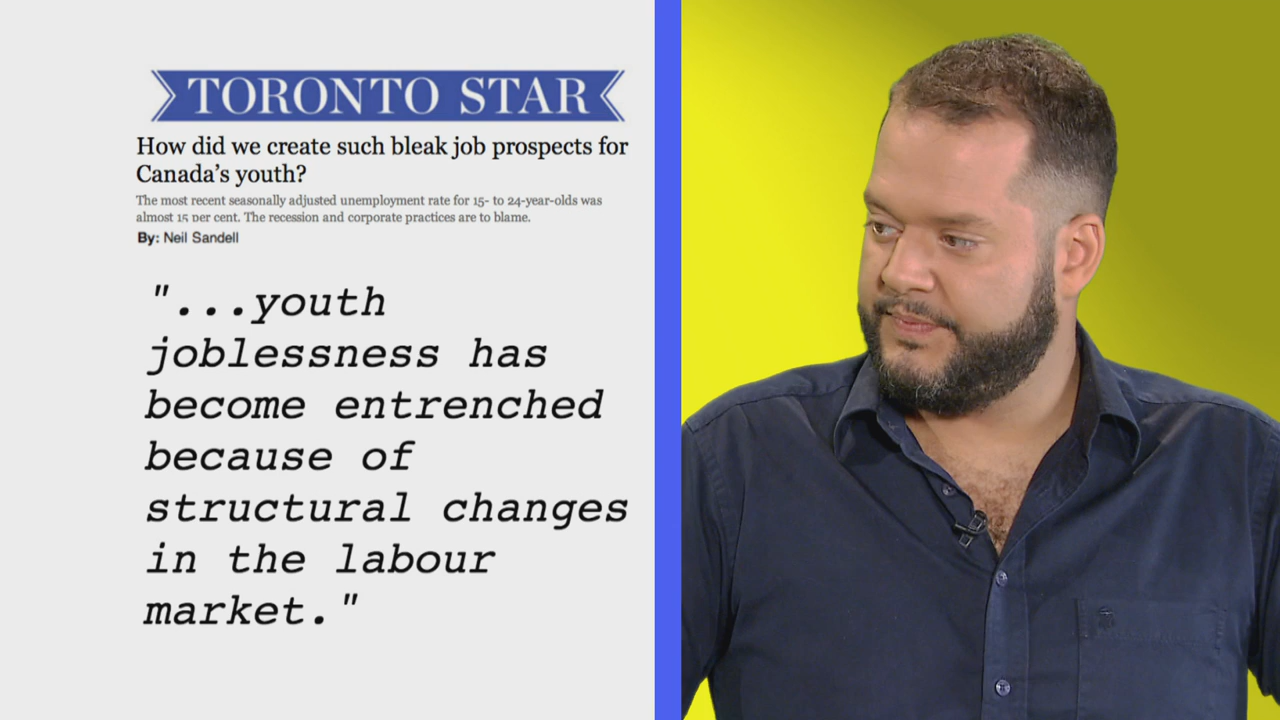 TORONTO STAR
How did we create such bleak job prospects for
Canada's youth?
The most recent seasonally adjusted unemployment rate for 15- to 24-year-olds was
almost 15 per cent. The recession and corporate practices are to blame.
By: Neil Sandell
"...youth
joblessness has
become entrenched
because of
structural changes
in the labour
market."